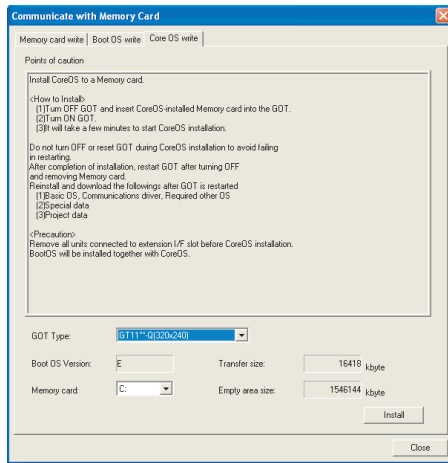 Communicate with Memory Card
Memory card write Boot OS write Core OS write
Points of caution
Install CoreOS to a Memory card.
<How to Install>
(1)Turn OFF GOT and insert CoreOS-installed Memory card into the GOT.
(2)Turn ON GOT.
(3)It will take a few minutes to start CoreOS installation.
Do not turn OFF or reset GOT during CoreOS installation to avoid failing
in restarting.
After completion of installation, restart GOT after turning OFF
and removing Memory card.
Reinstall and download the followings after GOT is restarted
(1)Basic OS, Communications driver, Required other OS
(2)Special data
(3)Project data
<Precaution>
Remove all units connected to extension I/F slot before CoreOS installation.
BootOS will be installed together with CoreOS.
GOT Type: GT11**-Q(320x240)
Boot OS Version: E Transfer size: 16418 kbyte
Memory card: C: Empty area size: 1546144 kbyte
Install
Close